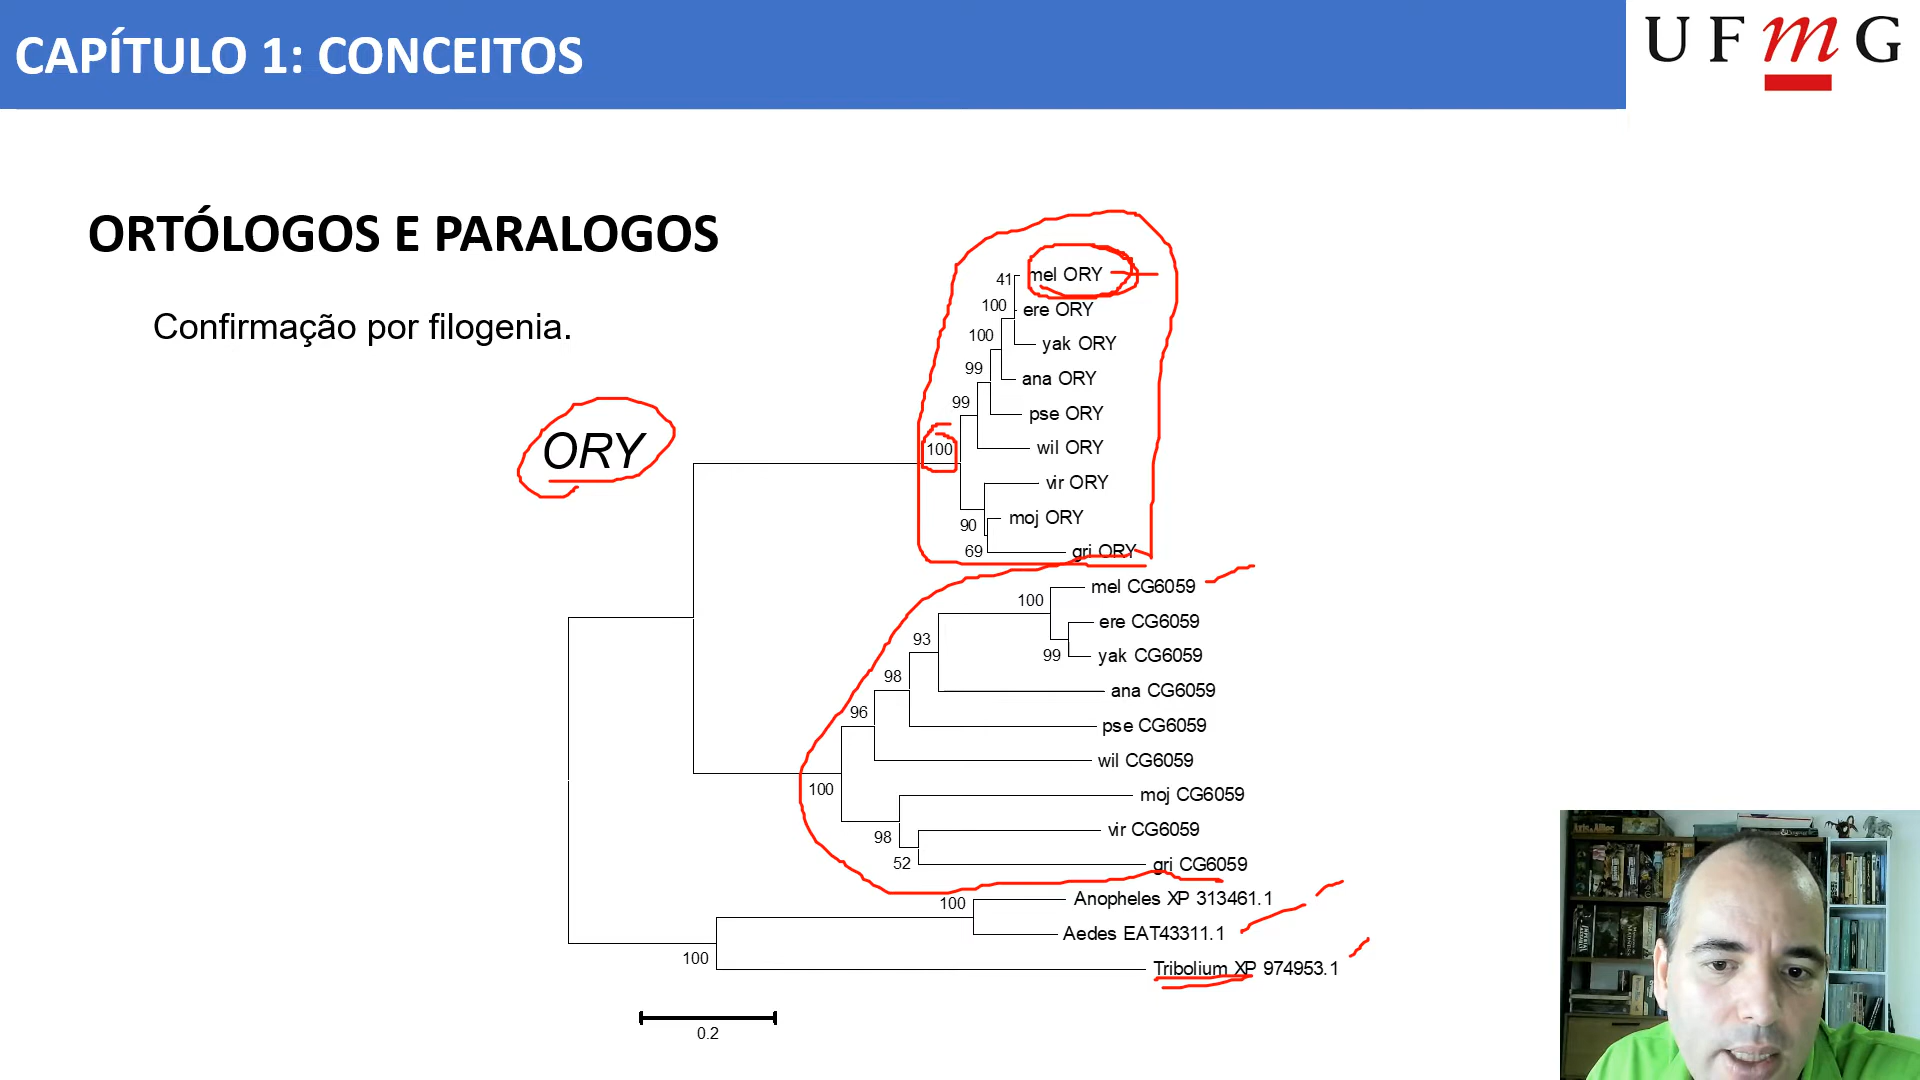 CAPÍTULO 1: CONCEITOS
UFmG
ORTÓLOGOS E PARALOGOS
Confirmação por filogenia.
ORY
41
mel ORY
100
ere ORY
100
yak ORY
99
ana ORY
99
pse ORY
100
wil ORY
vir ORY
90
moj ORY
69
gri ORY
mel CG6059
100
ere CG6059
93
99
yak CG6059
98
ana CG6059
96
pse CG6059
wil CG6059
100
moj CG6059
98
vir CG6059
52
gri CG6059
100
Anopheles XP 313461.1
Aedes EAT43311.1
100
Tribolium XP 974953.1
0.2